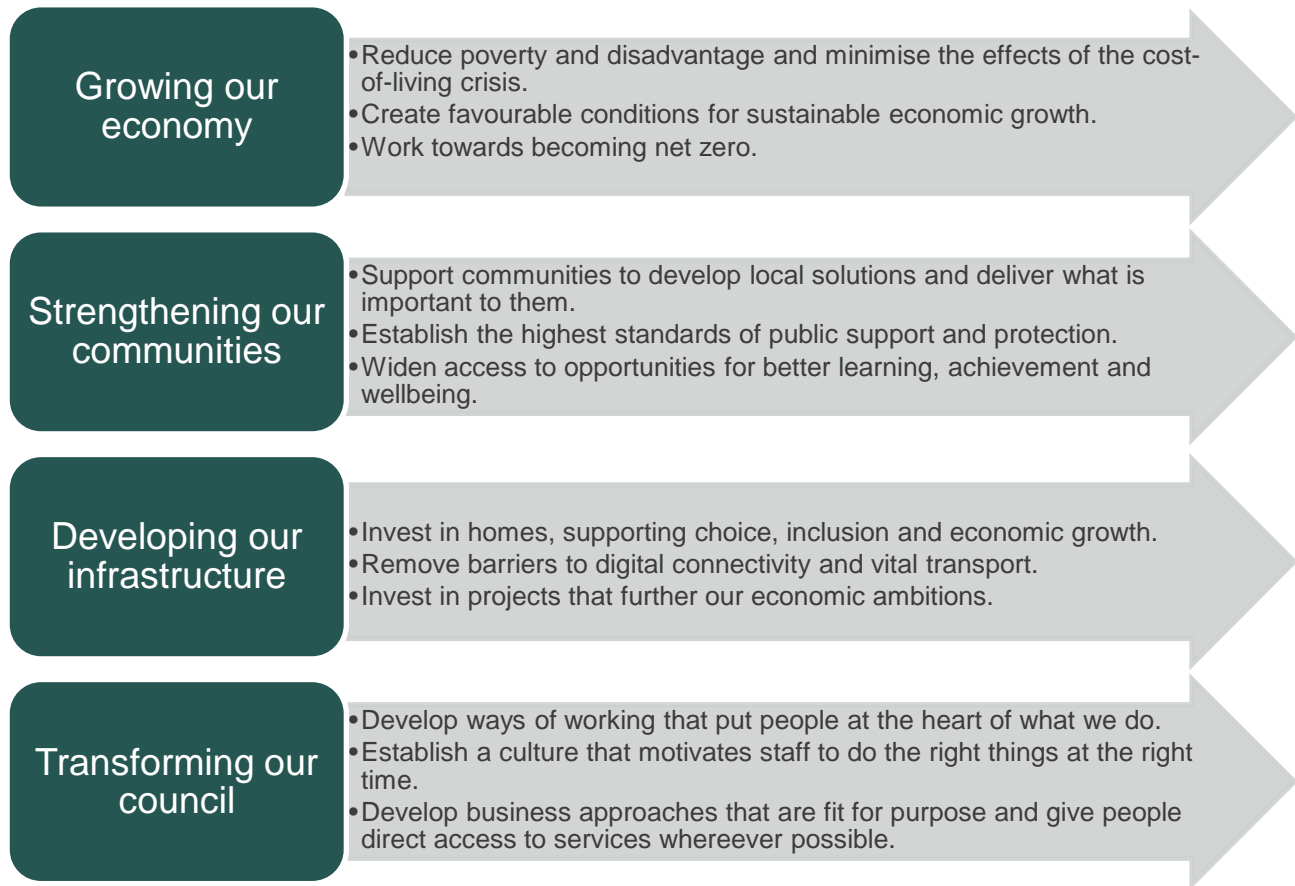 Growing our
economy
•Reduce poverty and disadvantage and minimise the effects of the cost-
of-living crisis.
•Create favourable conditions for sustainable economic growth.
•Work towards becoming net zero.
Strengthening our
communities
•Support communities to develop local solutions and deliver what is
important to them.
•Establish the highest standards of public support and protection.
•Widen access to opportunities for better learning, achievement and
wellbeing.
Developing our
infrastructure
•Invest in homes, supporting choice, inclusion and economic growth.
•Remove barriers to digital connectivity and vital transport.
•Invest in projects that further our economic ambitions.
Transforming our
council
•Develop ways of working that put people at the heart of what we do.
•Establish a culture that motivates staff to do the right things at the right
time.
•Develop business approaches that are fit for purpose and give people
direct access to services whereever possible.